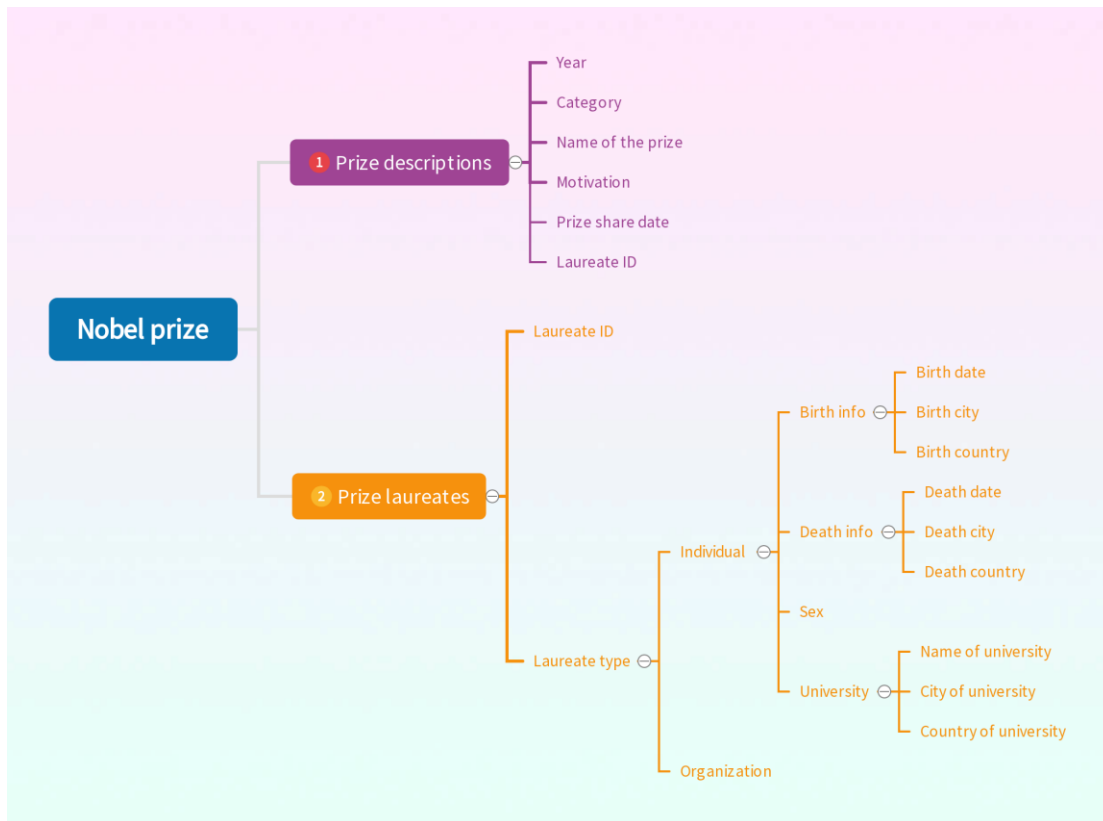 Nobel prize
1 Prize descriptions
Year
Category
Name of the prize
Motivation
Prize share date
Laureate ID
2 Prize laureates
Laureate ID
Laureate type
Individual
Birth info
Birth date
Birth city
Birth country
Death info
Death date
Death city
Death country
Sex
University
Name of university
City of university
Country of university
Organization